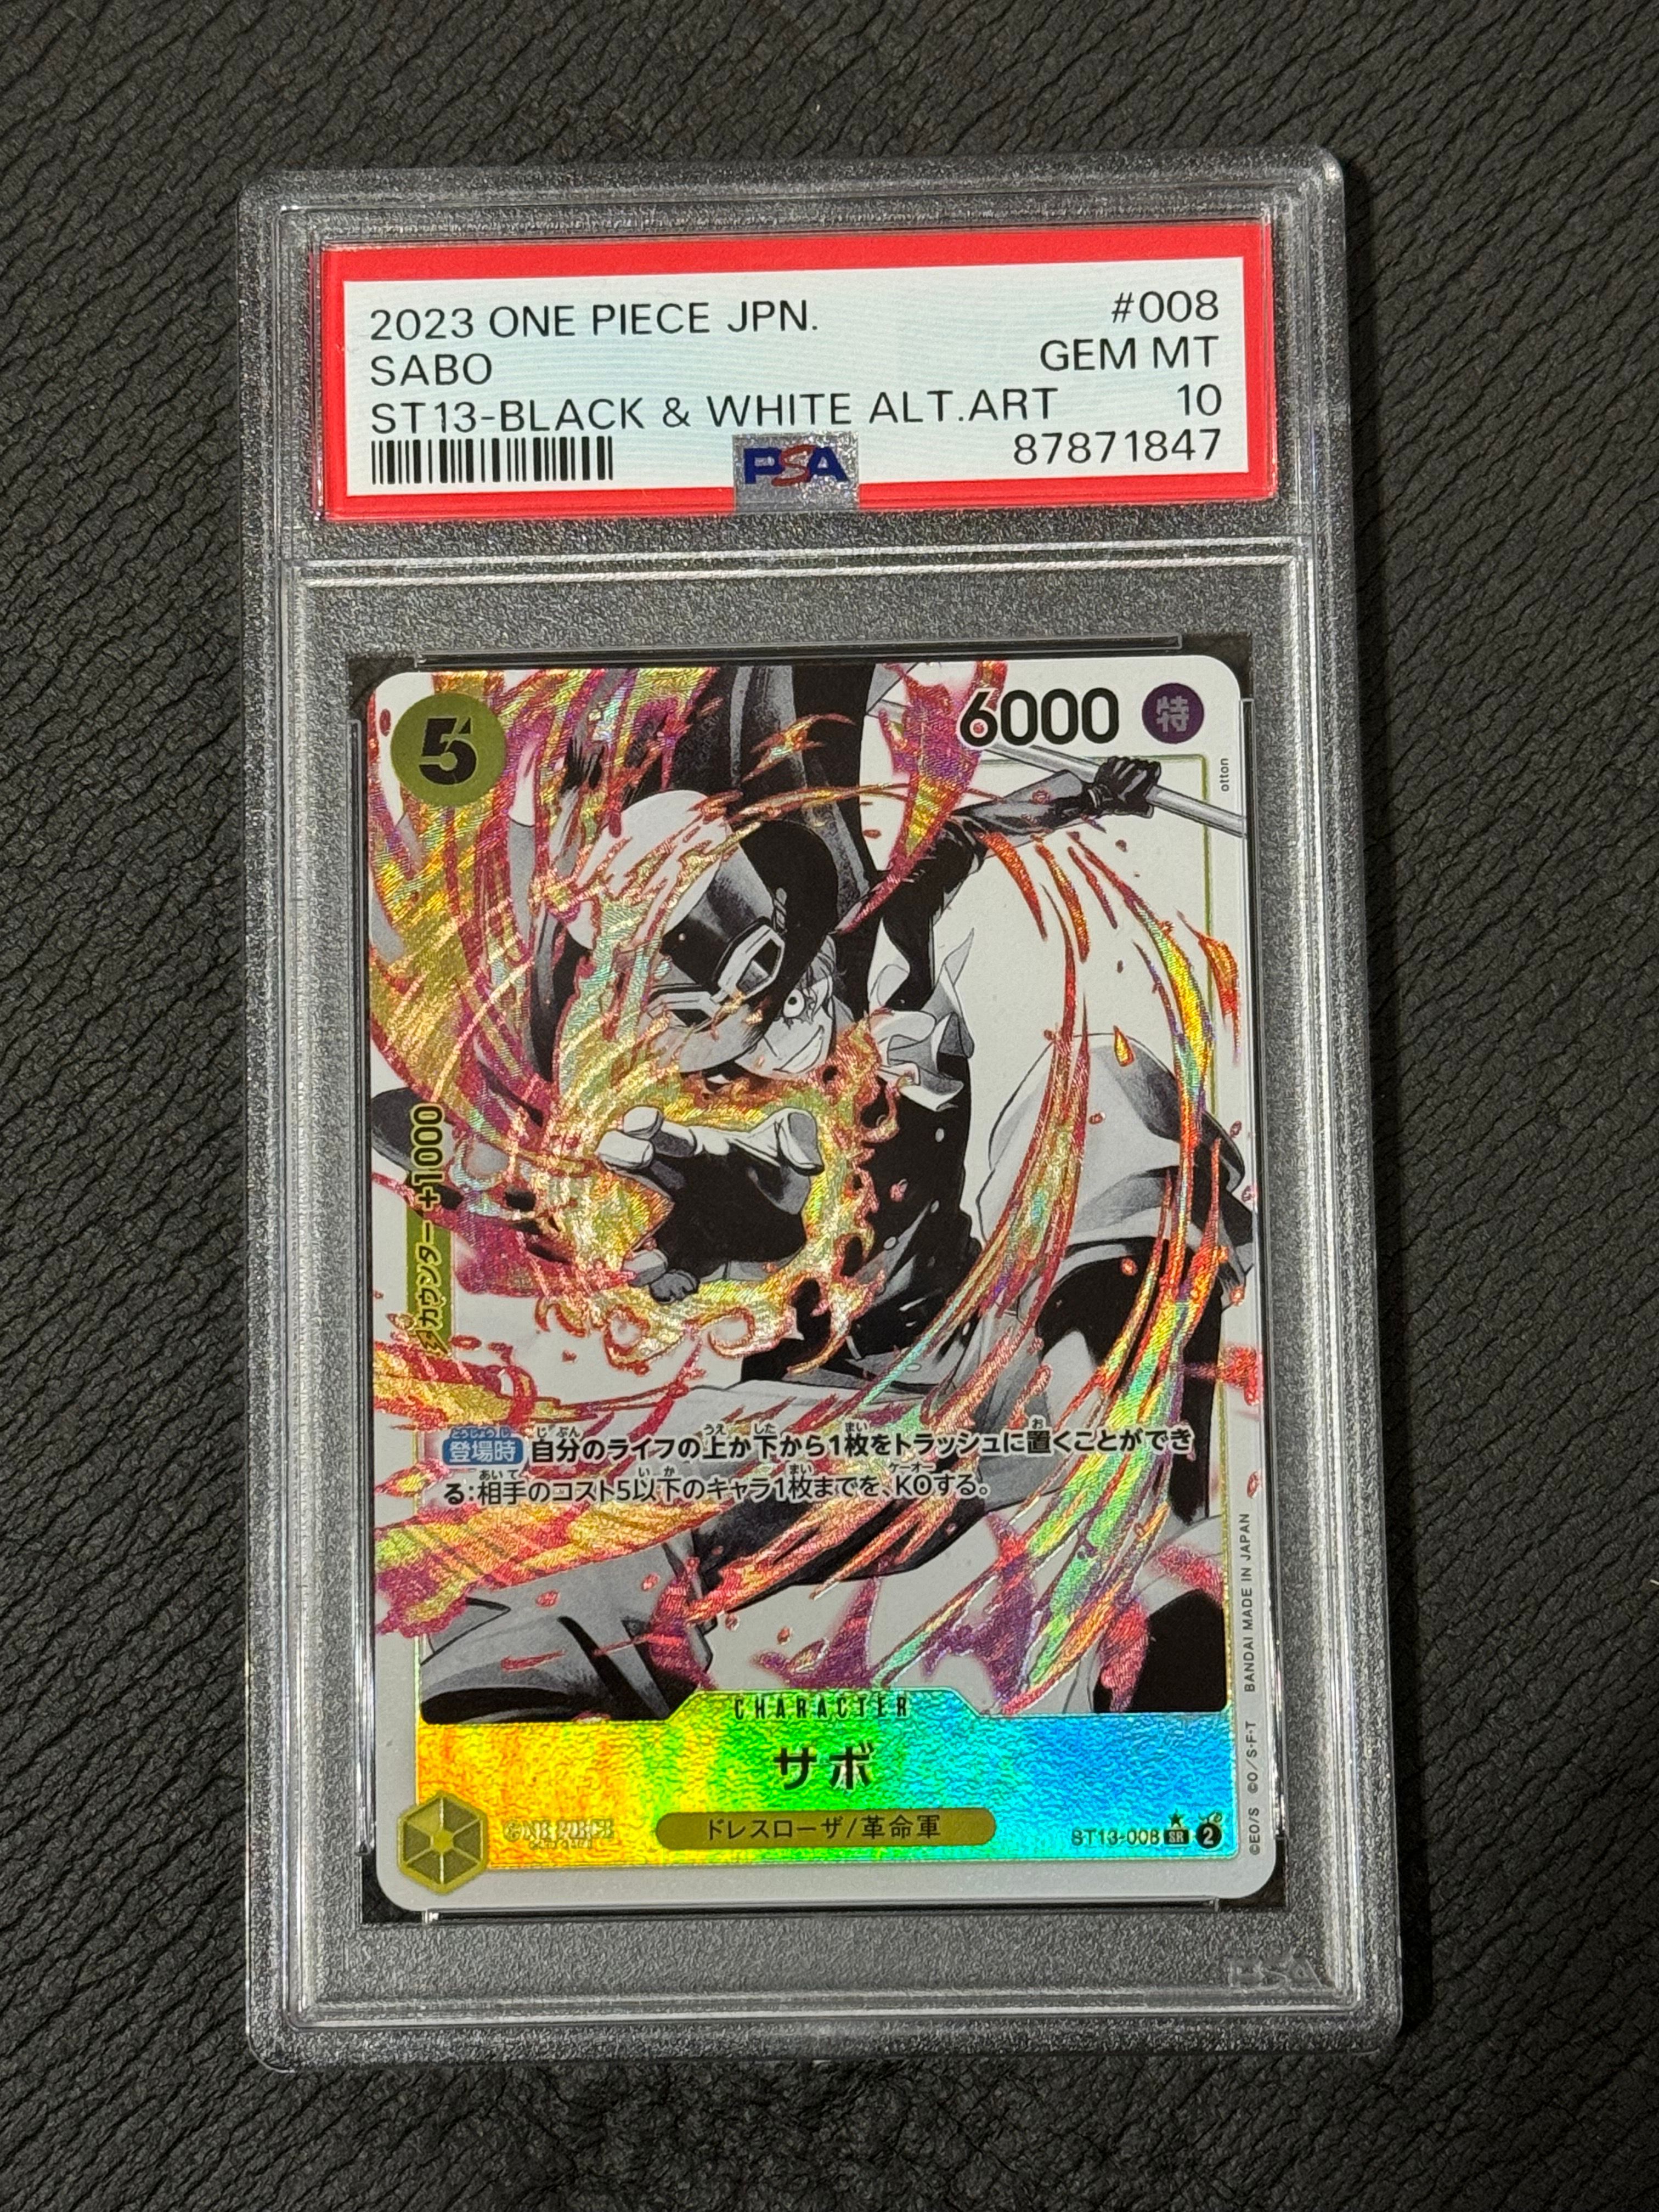 2023 ONE PIECE JPN. #008
SABO GEM MT
ST13-BLACK & WHITE ALT.ART 10
PSA 87871847
5
6000 特
otton
カウンター +1000
登場時 自分のライフの上か下から1枚をトラッシュに置くことができ
る:相手のコスト5以下のキャラ1枚までを、KOする。
CHARACTER
サボ
ドレスローザ/革命軍
ONE PIECE
ST13-008 SR 2
©EO/S ©O/S・F・T BANDAI MADE IN JAPAN
PSA